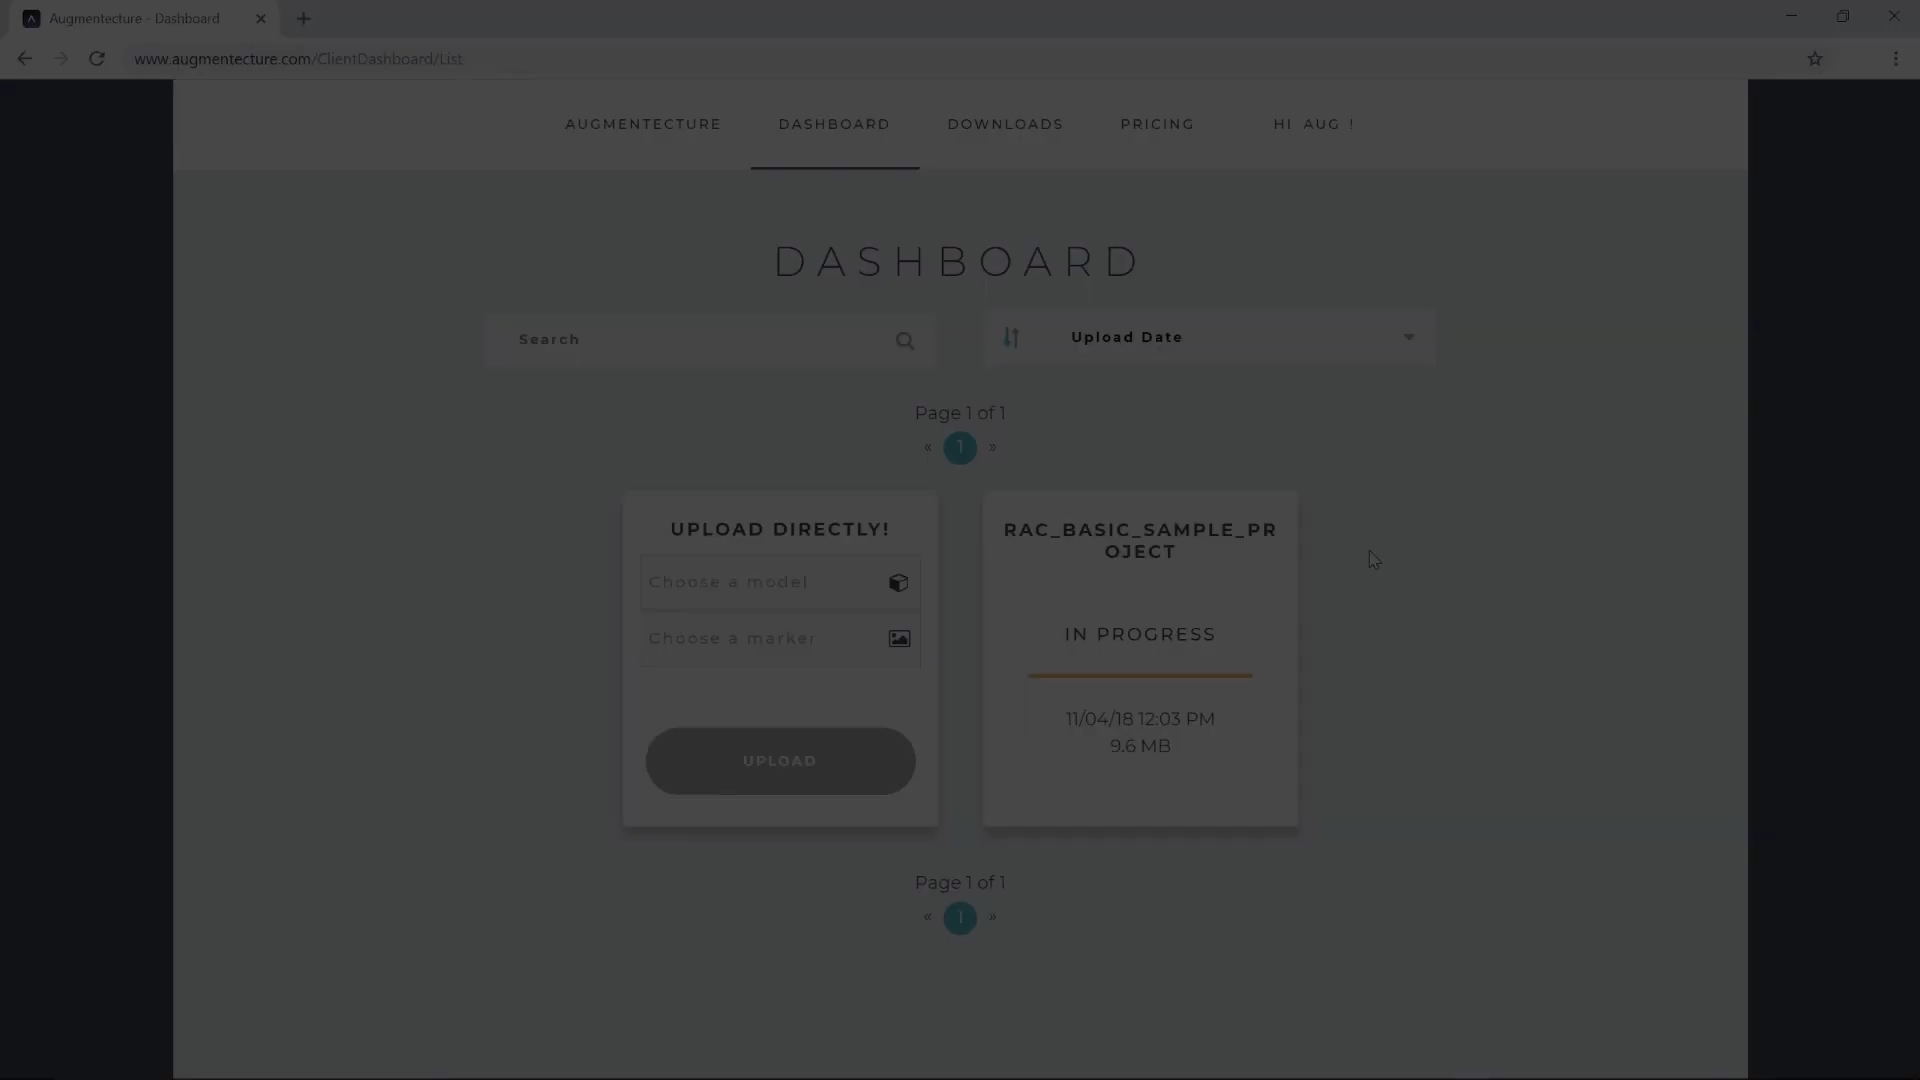 Augmentecture - Dashboard
www.augmentecture.com/ClientDashboard/List
AUGMENTECTURE DASHBOARD DOWNLOADS PRICING HI AUG !
DASHBOARD
Search
Upload Date
Page 1 of 1
« 1 »
UPLOAD DIRECTLY!
Choose a model
Choose a marker
UPLOAD
RAC_BASIC_SAMPLE_PR
OJECT
IN PROGRESS
11/04/18 12:03 PM
9.6 MB
Page 1 of 1
« 1 »